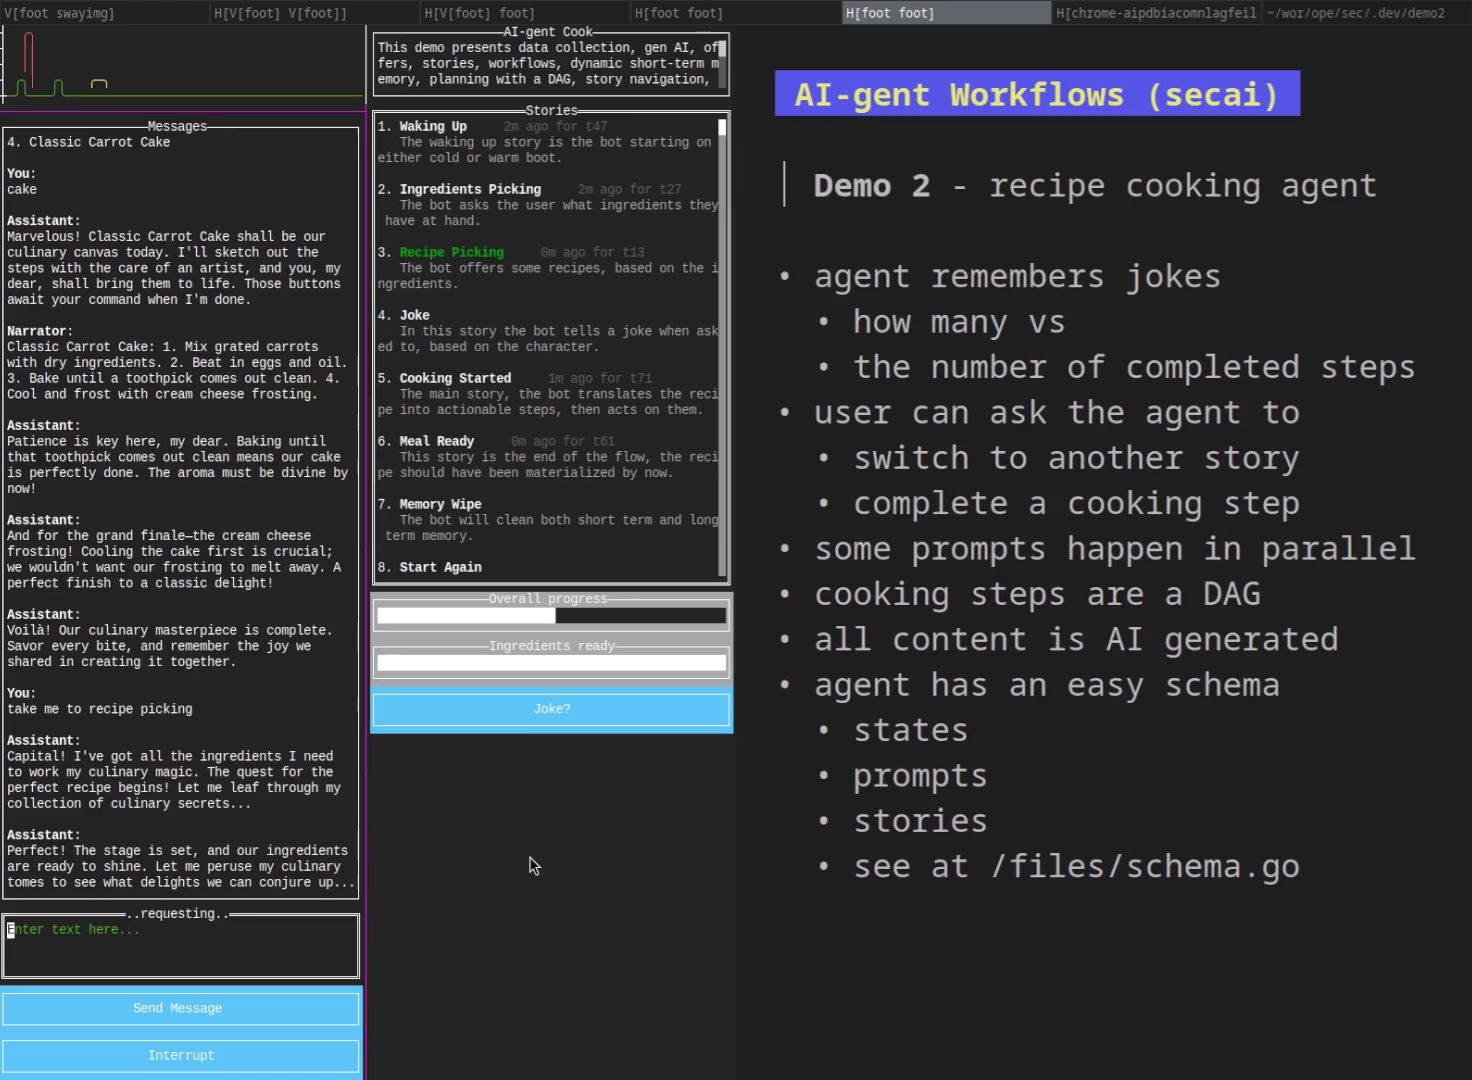 V[foot swayimg]
H[V[foot] V[foot]]
H[V[foot] foot]
H[foot foot]
H[foot foot]
H[chrome-aipdbiacomnlagfeil
~/wor/ope/sec/.dev/demo2
Messages
4. Classic Carrot Cake
You:
cake
Assistant:
Marvelous! Classic Carrot Cake shall be our
culinary canvas today. I'll sketch out the
steps with the care of an artist, and you, my
dear, shall bring them to life. Those buttons
await your command when I'm done.
Narrator:
Classic Carrot Cake: 1. Mix grated carrots
with dry ingredients. 2. Beat in eggs and oil.
3. Bake until a toothpick comes out clean. 4.
Cool and frost with cream cheese frosting.
Assistant:
Patience is key here, my dear. Baking until
that toothpick comes out clean means our cake
is perfectly done. The aroma must be divine by
now!
Assistant:
And for the grand finale—the cream cheese
frosting! Cooling the cake first is crucial;
we wouldn't want our frosting to melt away. A
perfect finish to a classic delight!
Assistant:
Voilà! Our culinary masterpiece is complete.
Savor every bite, and remember the joy we
shared in creating it together.
You:
take me to recipe picking
Assistant:
Capital! I've got all the ingredients I need
to work my culinary magic. The quest for the
perfect recipe begins! Let me leaf through my
collection of culinary secrets...
Assistant:
Perfect! The stage is set, and our ingredients
are ready to shine. Let me peruse my culinary
tomes to see what delights we can conjure up...
..requesting..
Enter text here...
Send Message
Interrupt
AI-gent Cook
This demo presents data collection, gen AI, of
fers, stories, workflows, dynamic short-term m
emory, planning with a DAG, story navigation,
Stories
1. Waking Up 2m ago for t47
The waking up story is the bot starting on
either cold or warm boot.
2. Ingredients Picking 2m ago for t27
The bot asks the user what ingredients they
have at hand.
3. Recipe Picking 0m ago for t13
The bot offers some recipes, based on the i
ngredients.
4. Joke
In this story the bot tells a joke when ask
ed to, based on the character.
5. Cooking Started 1m ago for t71
The main story, the bot translates the reci
pe into actionable steps, then acts on them.
6. Meal Ready 0m ago for t61
This story is the end of the flow, the reci
pe should have been materialized by now.
7. Memory Wipe
The bot will clean both short term and long
term memory.
8. Start Again
Overall progress
Ingredients ready
Joke?
AI-gent Workflows (secai)
Demo 2 - recipe cooking agent
• agent remembers jokes
• how many vs
• the number of completed steps
• user can ask the agent to
• switch to another story
• complete a cooking step
• some prompts happen in parallel
• cooking steps are a DAG
• all content is AI generated
• agent has an easy schema
• states
• prompts
• stories
• see at /files/schema.go